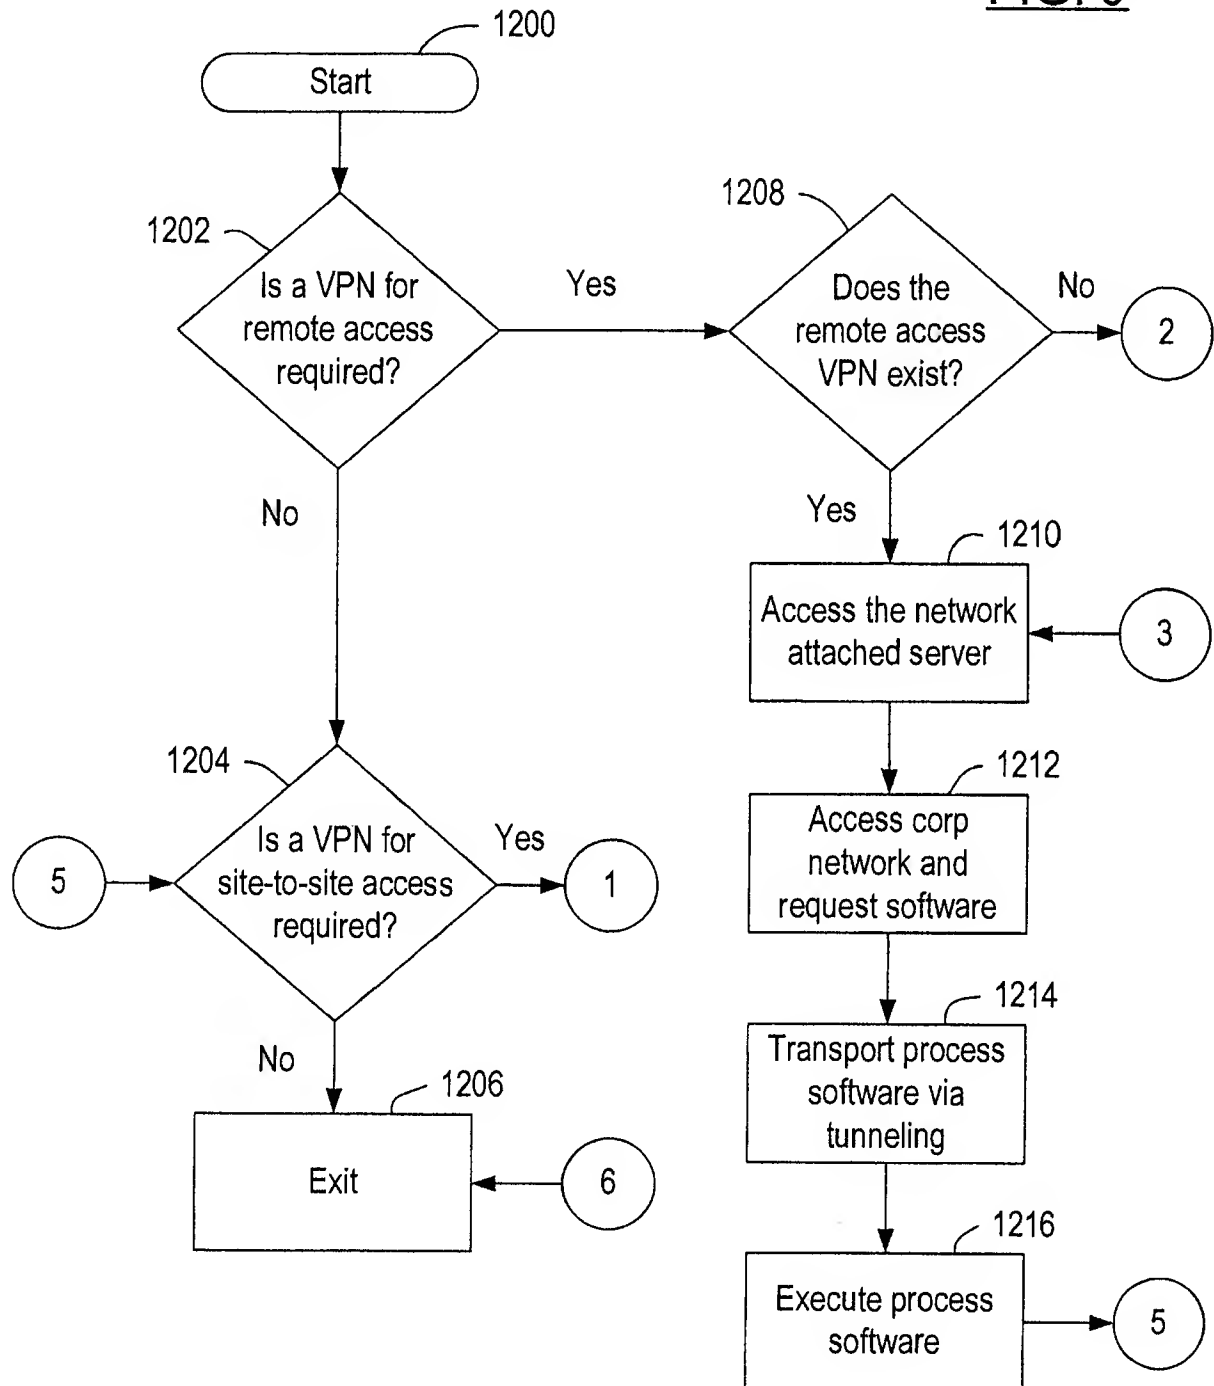 1200
Start
1202
Is a VPN for
remote access
required?
Yes
1208
Does the
remote access
VPN exist?
No
2
No
Yes
1210
Access the network
attached server
3
1204
Is a VPN for
site-to-site access
required?
5
Yes
1
1212
Access corp
network and
request software
No
1206
Exit
6
1214
Transport process
software via
tunneling
1216
Execute process
software
5